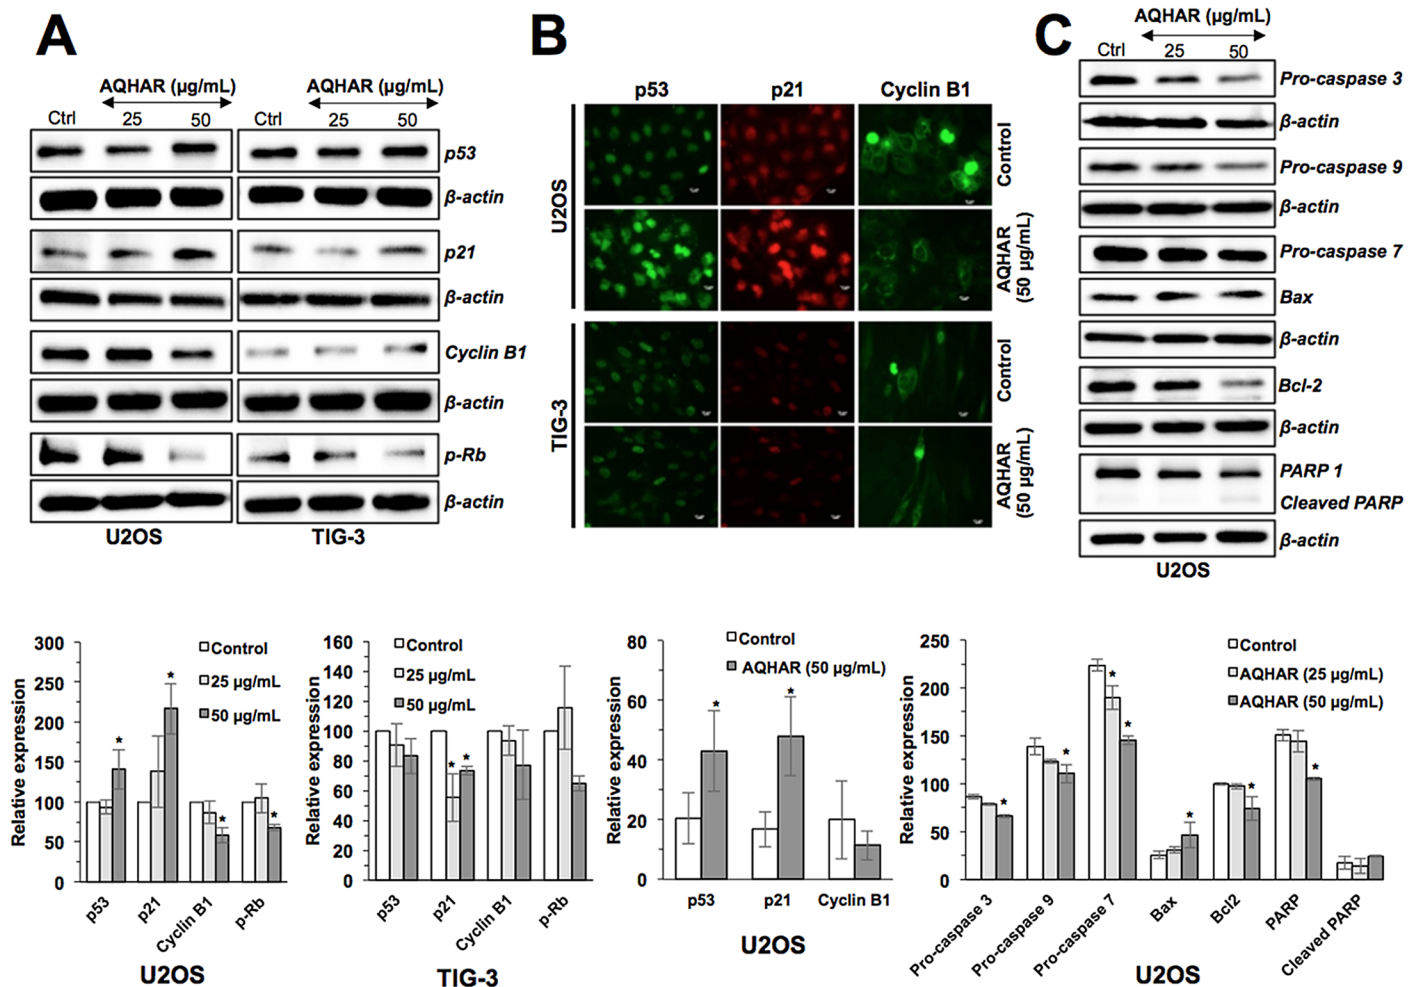 A
AQHAR (µg/mL)
AQHAR (µg/mL)
Ctrl 25 50
Ctrl 25 50
p53
β-actin
p21
β-actin
Cyclin B1
β-actin
p-Rb
β-actin
U2OS
TIG-3
B
p53 p21 Cyclin B1
U2OS
Control
AQHAR
(50 µg/mL)
TIG-3
Control
AQHAR
(50 µg/mL)
C
AQHAR (µg/mL)
Ctrl 25 50
Pro-caspase 3
β-actin
Pro-caspase 9
β-actin
Pro-caspase 7
Bax
β-actin
Bcl-2
β-actin
PARP 1
Cleaved PARP
β-actin
U2OS
Relative expression
300
250
200
150
100
50
0
Control
25 µg/mL
50 µg/mL
* * * *
p53 p21 Cyclin B1 p-Rb
U2OS
Relative expression
160
140
120
100
80
60
40
20
0
Control
25 µg/mL
50 µg/mL
* *
p53 p21 Cyclin B1 p-Rb
TIG-3
Relative expression
80
60
40
20
0
Control
AQHAR (50 µg/mL)
* *
p53 p21 Cyclin B1
U2OS
Relative expression
250
200
150
100
50
0
Control
AQHAR (25 µg/mL)
AQHAR (50 µg/mL)
* * * * * * *
Pro-caspase 3 Pro-caspase 9 Pro-caspase 7 Bax Bcl2 PARP Cleaved PARP
U2OS